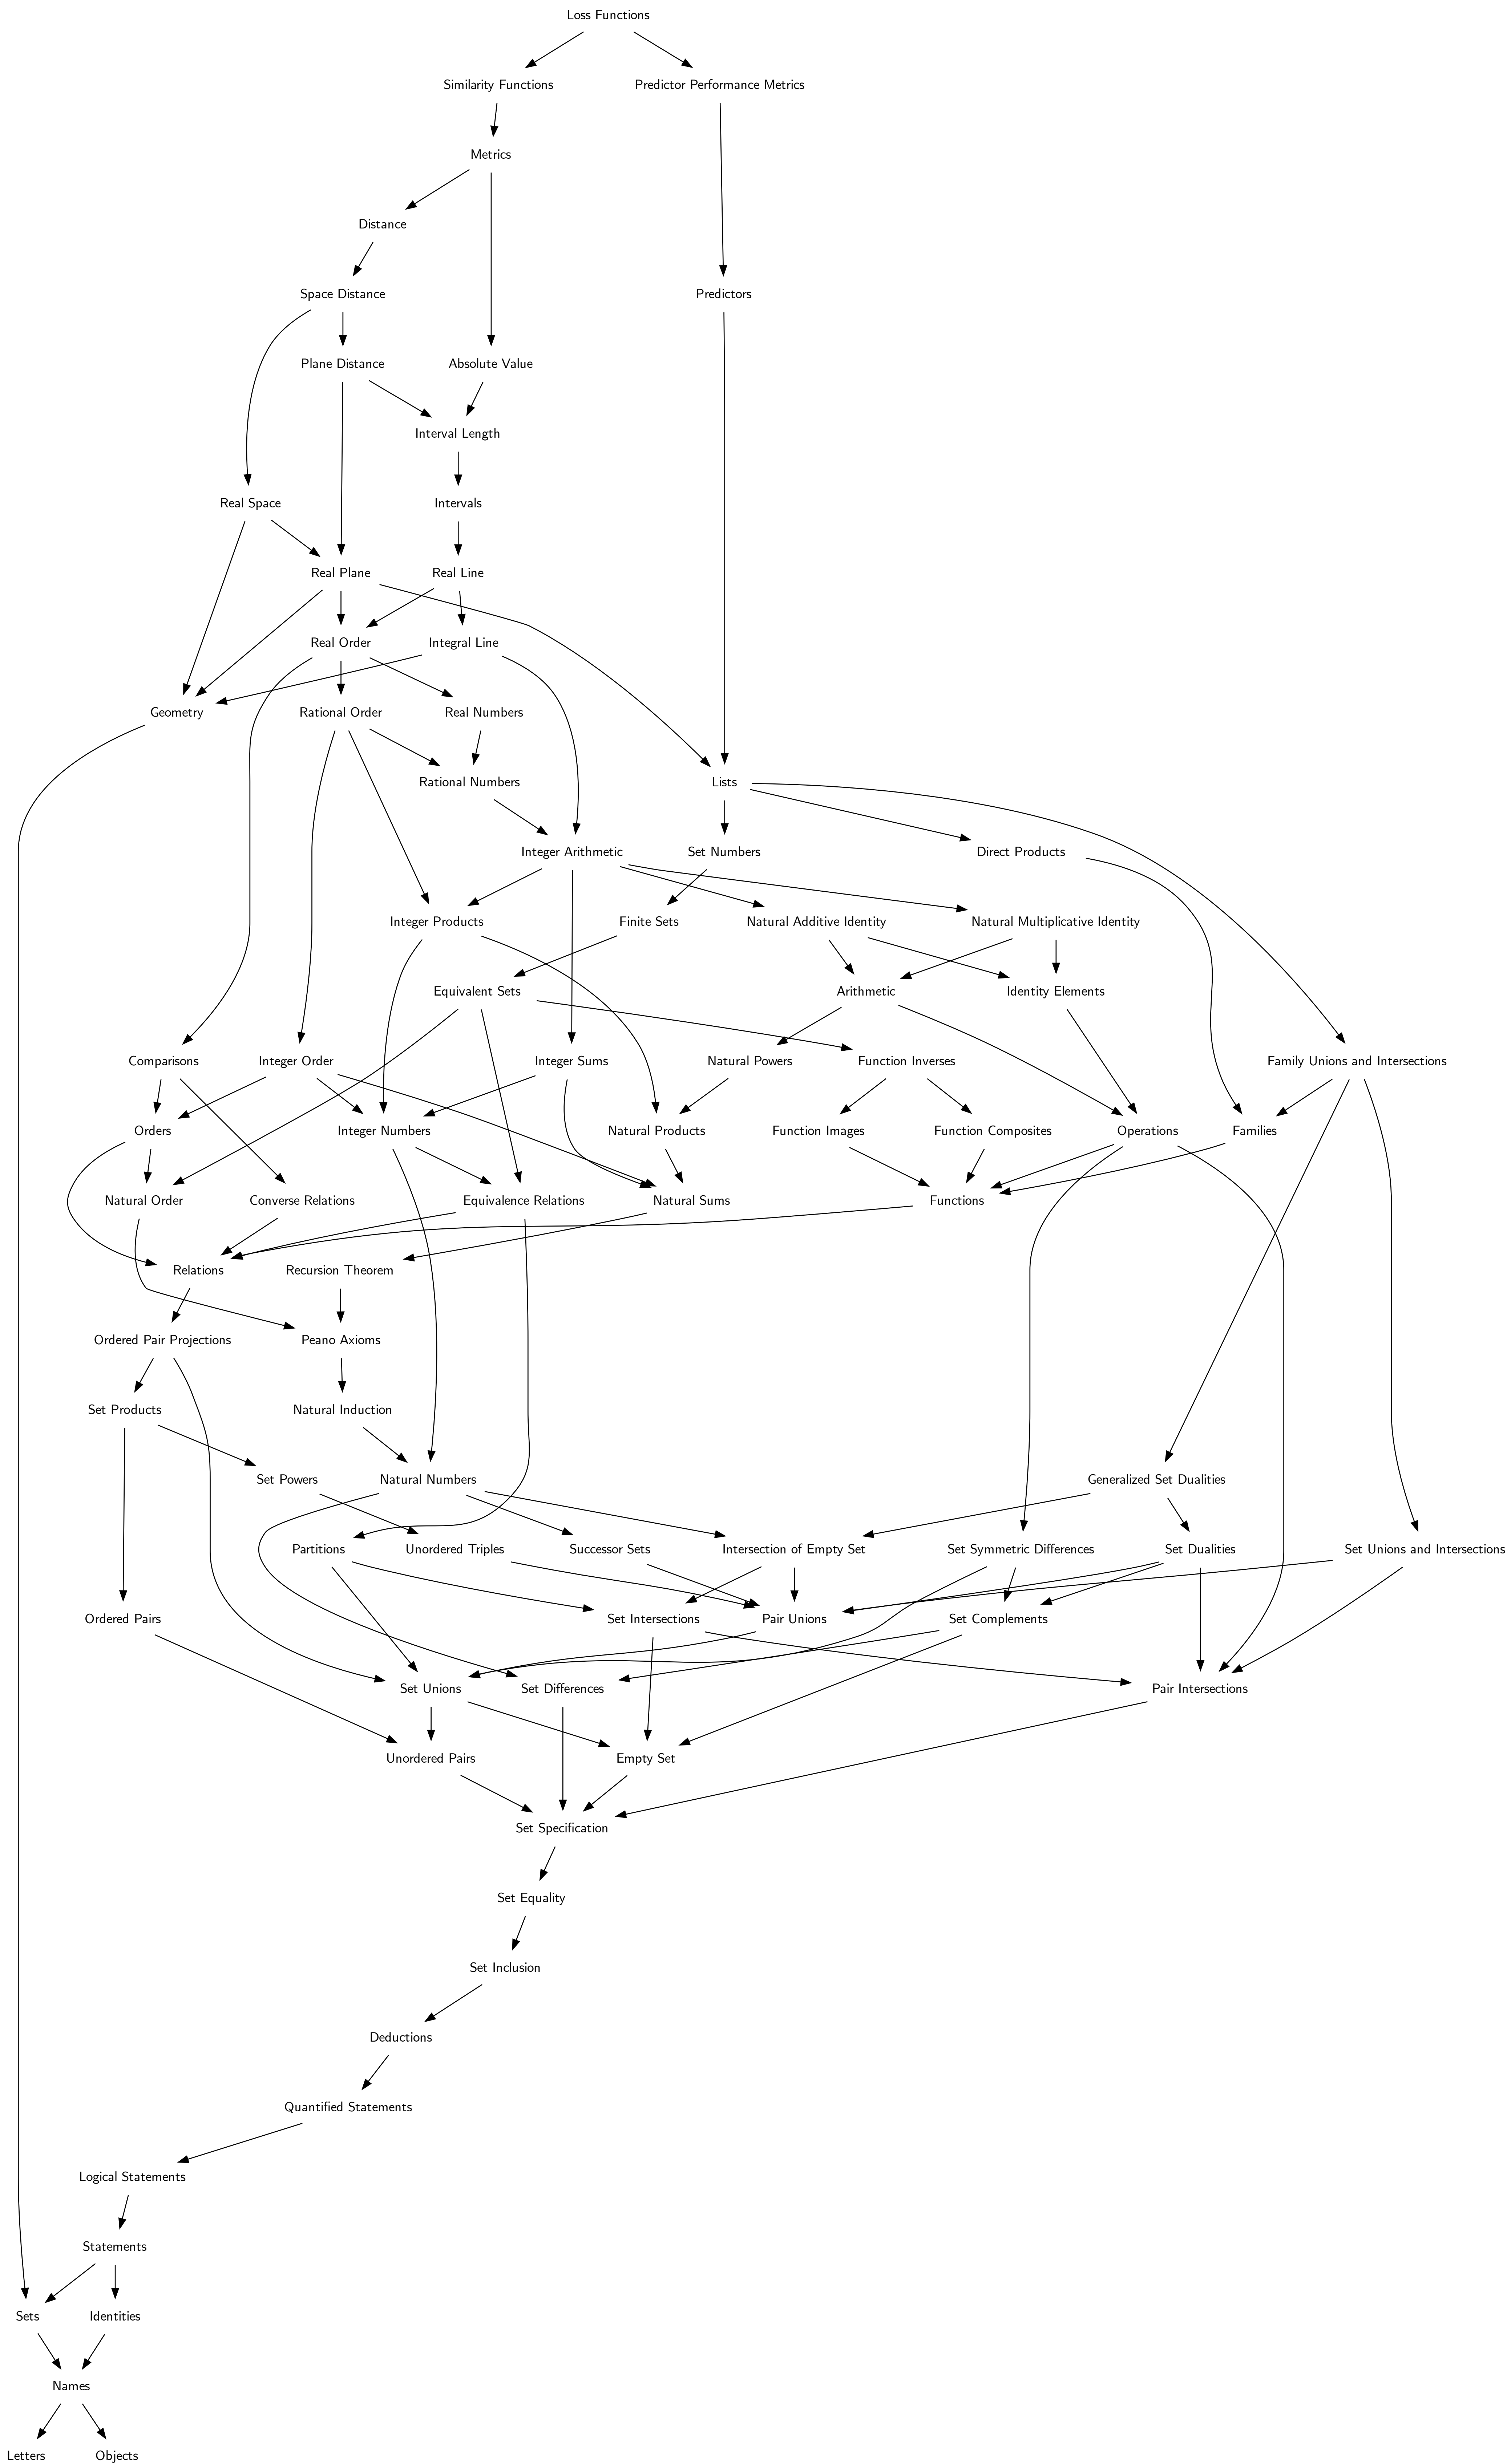 Loss Functions
Similarity Functions
Predictor Performance Metrics
Metrics
Distance
Space Distance
Predictors
Plane Distance
Absolute Value
Interval Length
Real Space
Intervals
Real Plane
Real Line
Real Order
Integral Line
Geometry
Rational Order
Real Numbers
Rational Numbers
Lists
Integer Arithmetic
Set Numbers
Direct Products
Integer Products
Finite Sets
Natural Additive Identity
Natural Multiplicative Identity
Equivalent Sets
Arithmetic
Identity Elements
Comparisons
Integer Order
Integer Sums
Natural Powers
Function Inverses
Family Unions and Intersections
Orders
Integer Numbers
Natural Products
Function Images
Function Composites
Operations
Families
Natural Order
Converse Relations
Equivalence Relations
Natural Sums
Functions
Relations
Recursion Theorem
Ordered Pair Projections
Peano Axioms
Set Products
Natural Induction
Set Powers
Natural Numbers
Generalized Set Dualities
Partitions
Unordered Triples
Successor Sets
Intersection of Empty Set
Set Symmetric Differences
Set Dualities
Set Unions and Intersections
Ordered Pairs
Set Intersections
Pair Unions
Set Complements
Set Unions
Set Differences
Pair Intersections
Unordered Pairs
Empty Set
Set Specification
Set Equality
Set Inclusion
Deductions
Quantified Statements
Logical Statements
Statements
Sets
Identities
Names
Letters
Objects